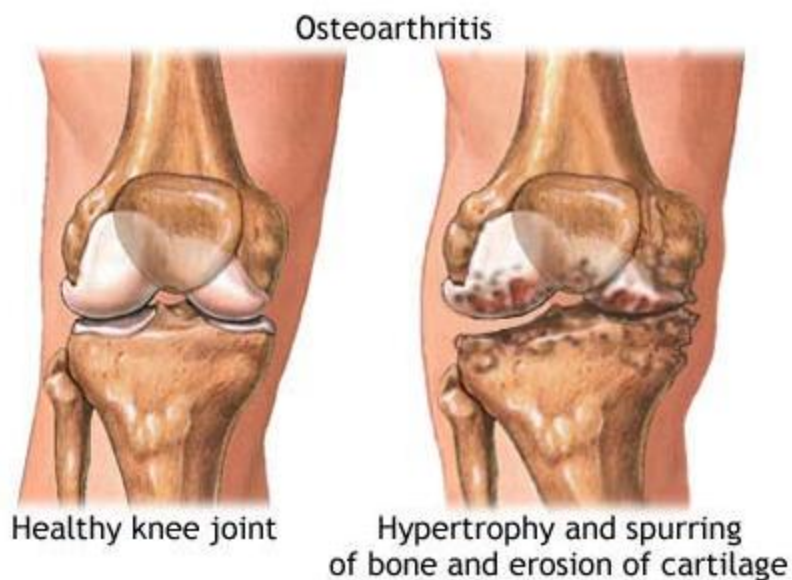 Osteoarthritis
Healthy knee joint
Hypertrophy and spurring
of bone and erosion of cartilage